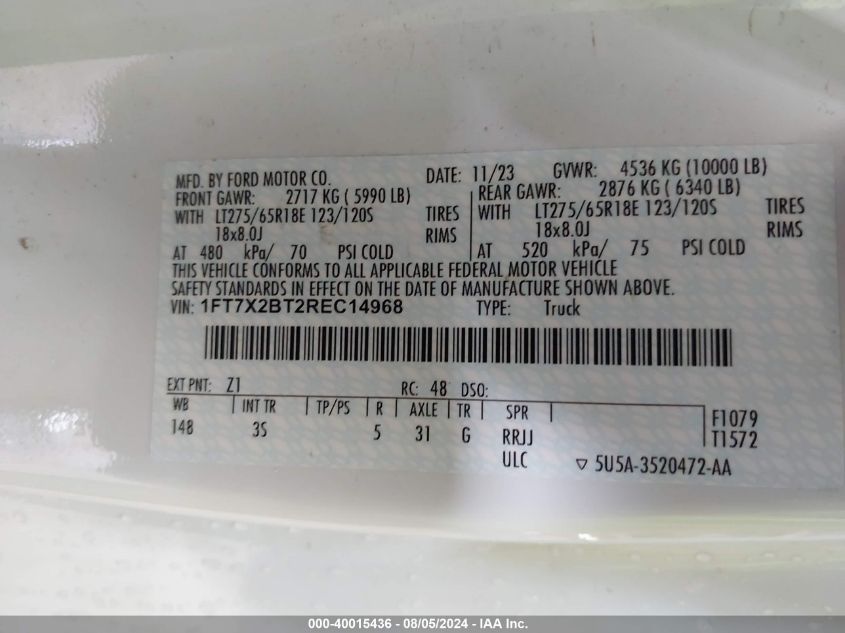 MFD. BY FORD MOTOR CO. DATE: 11/23 GVWR: 4536 KG (10000 LB)
FRONT GAWR: 2717 KG ( 5990 LB) REAR GAWR: 2876 KG ( 6340 LB)
WITH LT275/65R18E 123/120S TIRES WITH LT275/65R18E 123/120S TIRES
18x8.0J RIMS 18x8.0J RIMS
AT 480 kPa/ 70 PSI COLD AT 520 kPa/ 75 PSI COLD
THIS VEHICLE CONFORMS TO ALL APPLICABLE FEDERAL MOTOR VEHICLE
SAFETY STANDARDS IN EFFECT ON THE DATE OF MANUFACTURE SHOWN ABOVE.
VIN: 1FT7X2BT2REC14968 TYPE: Truck
EXT PNT: Z1 RC: 48 DSO:
WB INT TR TP/PS R AXLE TR SPR F1079
148 3S 5 31 G RRJJ T1572
ULC ▽ 5U5A-3520472-AA
000-40015436 - 08/05/2024 - IAA Inc.